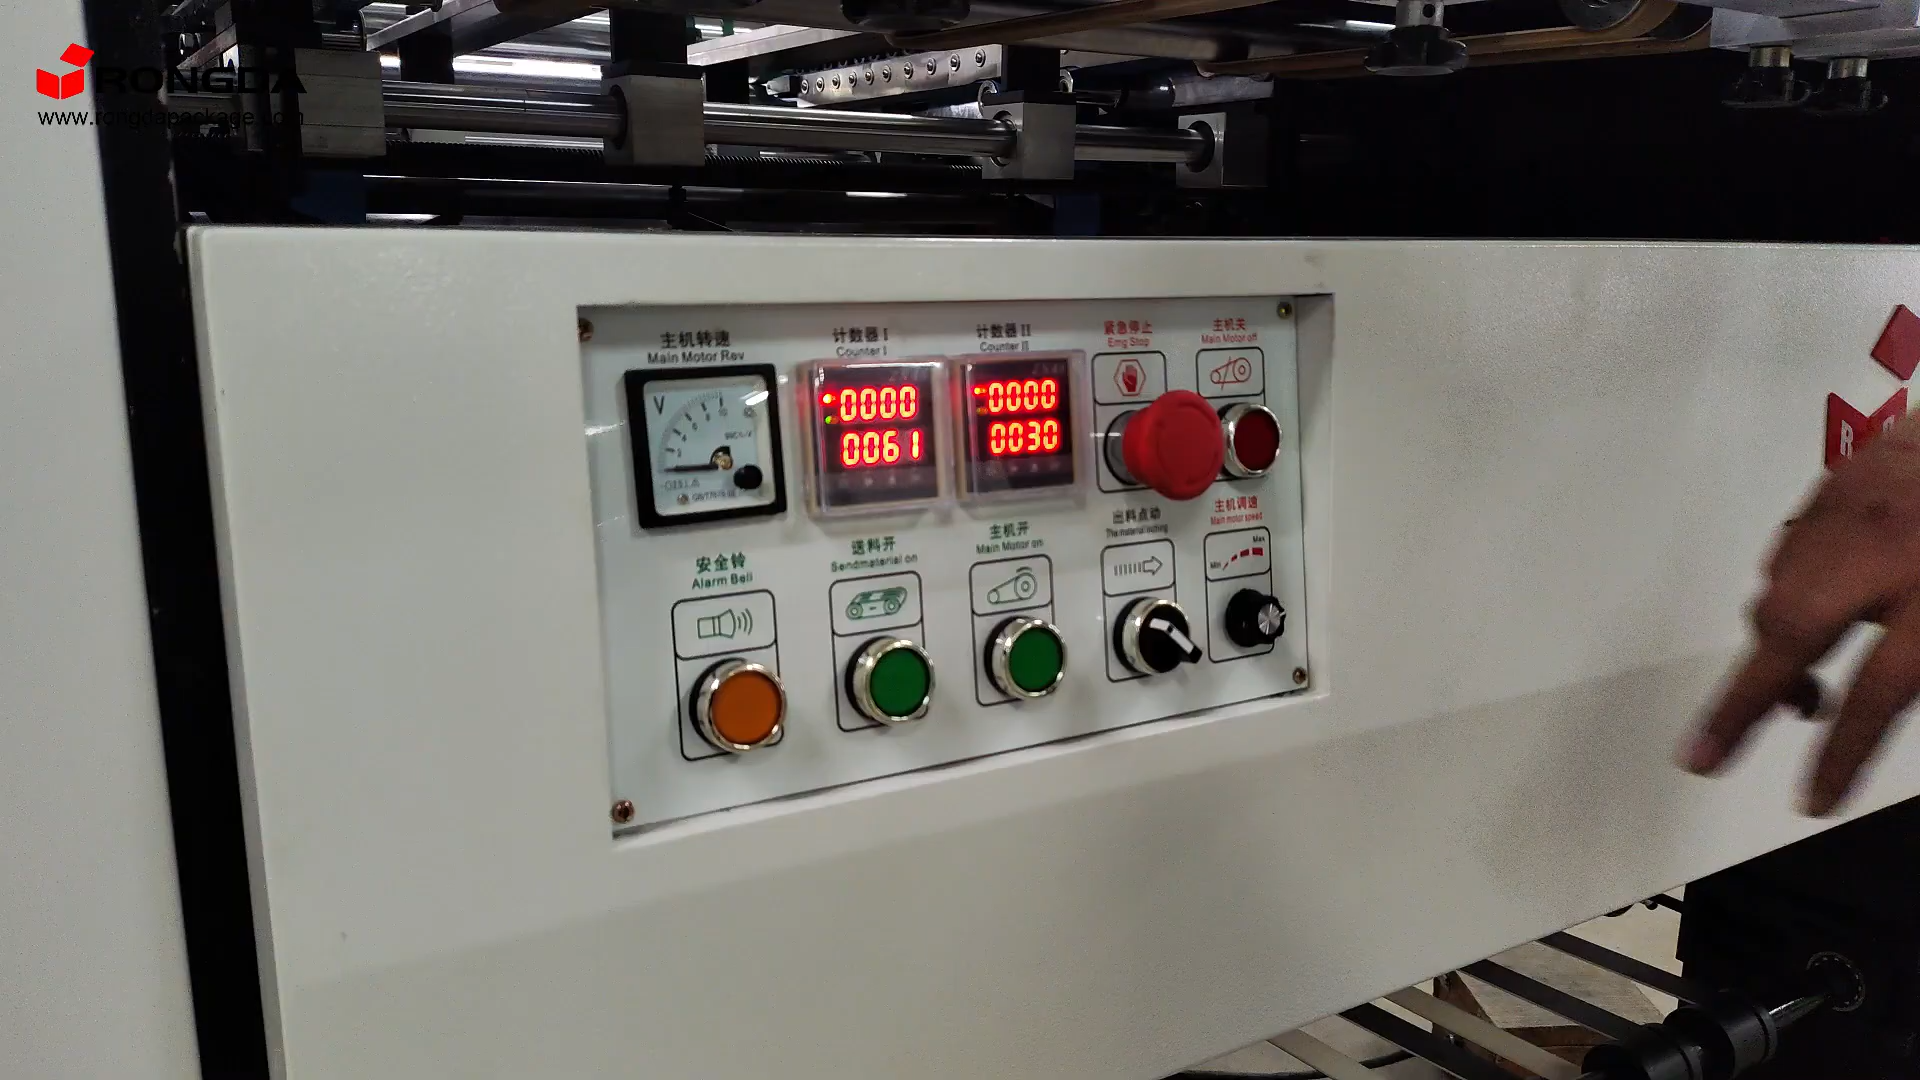 RONGDA
www.rongdapackage.com
主机转速
Main Motor Rev
计数器 I
Counter I
计数器 II
Counter II
紧急停止
Emg Stop
主机关
Main Motor off
V
0000
0061
0000
0030
安全铃
Alarm Bell
送料开
Sendmaterial on
主机开
Main Motor on
出料点动
The material inching
主机调速
Main motor speed
Min
Max
R